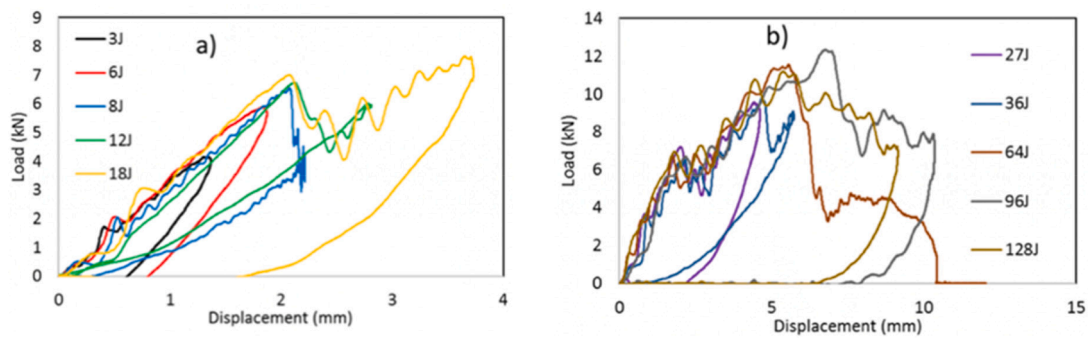 a)
Load (kN)
9
8
7
6
5
4
3
2
1
0
3J
6J
8J
12J
18J
0 1 2 3 4
Displacement (mm)
b)
Load (kN)
14
12
10
8
6
4
2
0
27J
36J
64J
96J
128J
0 5 10 15
Displacement (mm)